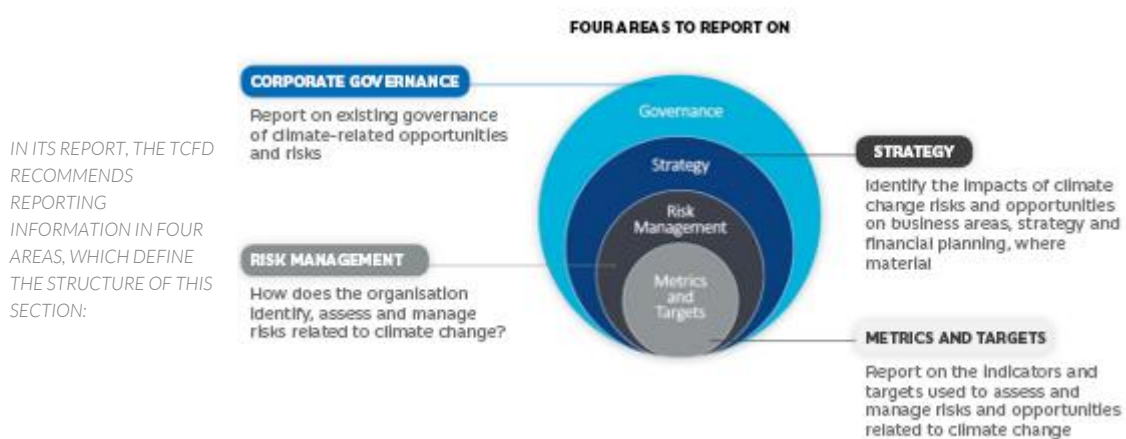 FOUR AREAS TO REPORT ON
CORPORATE GOVERNANCE
Report on existing governance
of climate-related opportunities
and risks
IN ITS REPORT, THE TCFD
RECOMMENDS
REPORTING
INFORMATION IN FOUR
AREAS, WHICH DEFINE
THE STRUCTURE OF THIS
SECTION:
RISK MANAGEMENT
How does the organisation
identify, assess and manage
risks related to climate change?
Governance
Strategy
Risk
Management
Metrics
and
Targets
STRATEGY
Identify the impacts of climate
change risks and opportunities
on business areas, strategy and
financial planning, where
material
METRICS AND TARGETS
Report on the indicators and
targets used to assess and
manage risks and opportunities
related to climate change